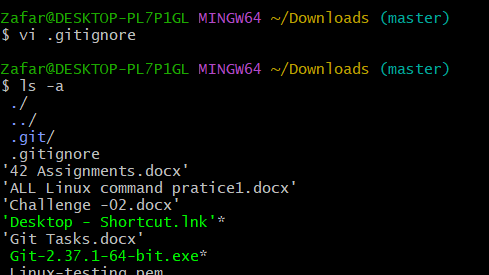 Zafar@DESKTOP-PL7P1GL MINGW64 ~/Downloads (master)
$ vi .gitignore
Zafar@DESKTOP-PL7P1GL MINGW64 ~/Downloads (master)
$ ls -a
./
../
.git/
.gitignore
'42 Assignments.docx'
'ALL Linux command pratice1.docx'
'Challenge -02.docx'
'Desktop - Shortcut.lnk'*
'Git Tasks.docx'
Git-2.37.1-64-bit.exe*
Linux-testing.pem